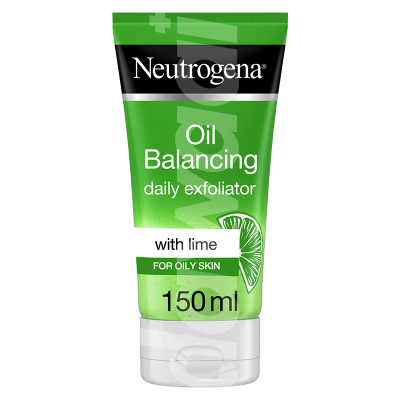 Neutrogena®
Oil
Balancing
daily exfoliator
with lime
FOR OILY SKIN
150ml